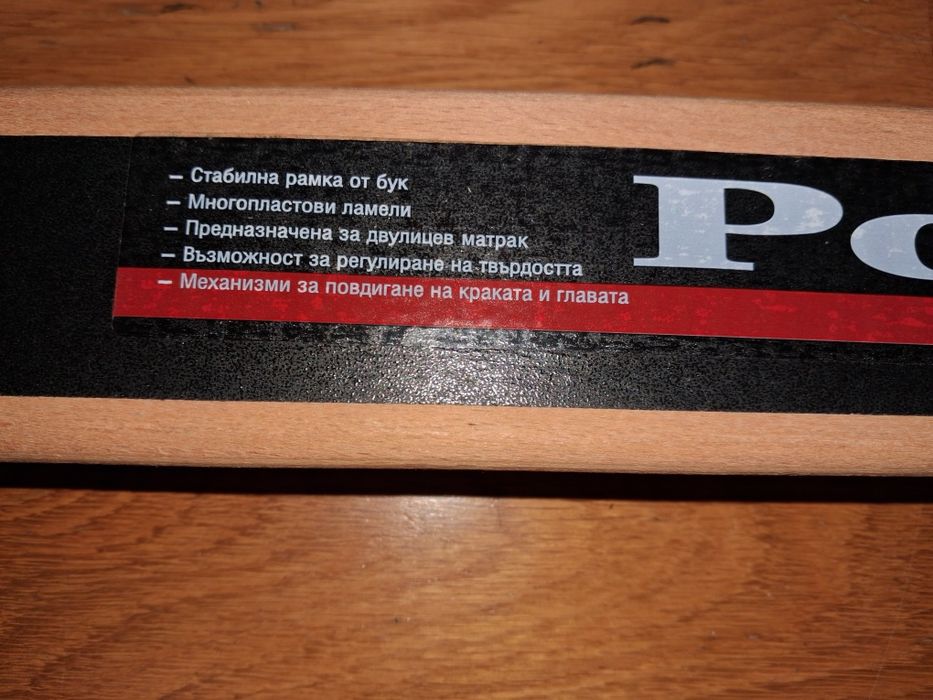 – Стабилна рамка от бук
– Многопластови ламели
– Предназначена за двулицев матрак
– Възможност за регулиране на твърдостта
– Механизми за повдигане на краката и главата